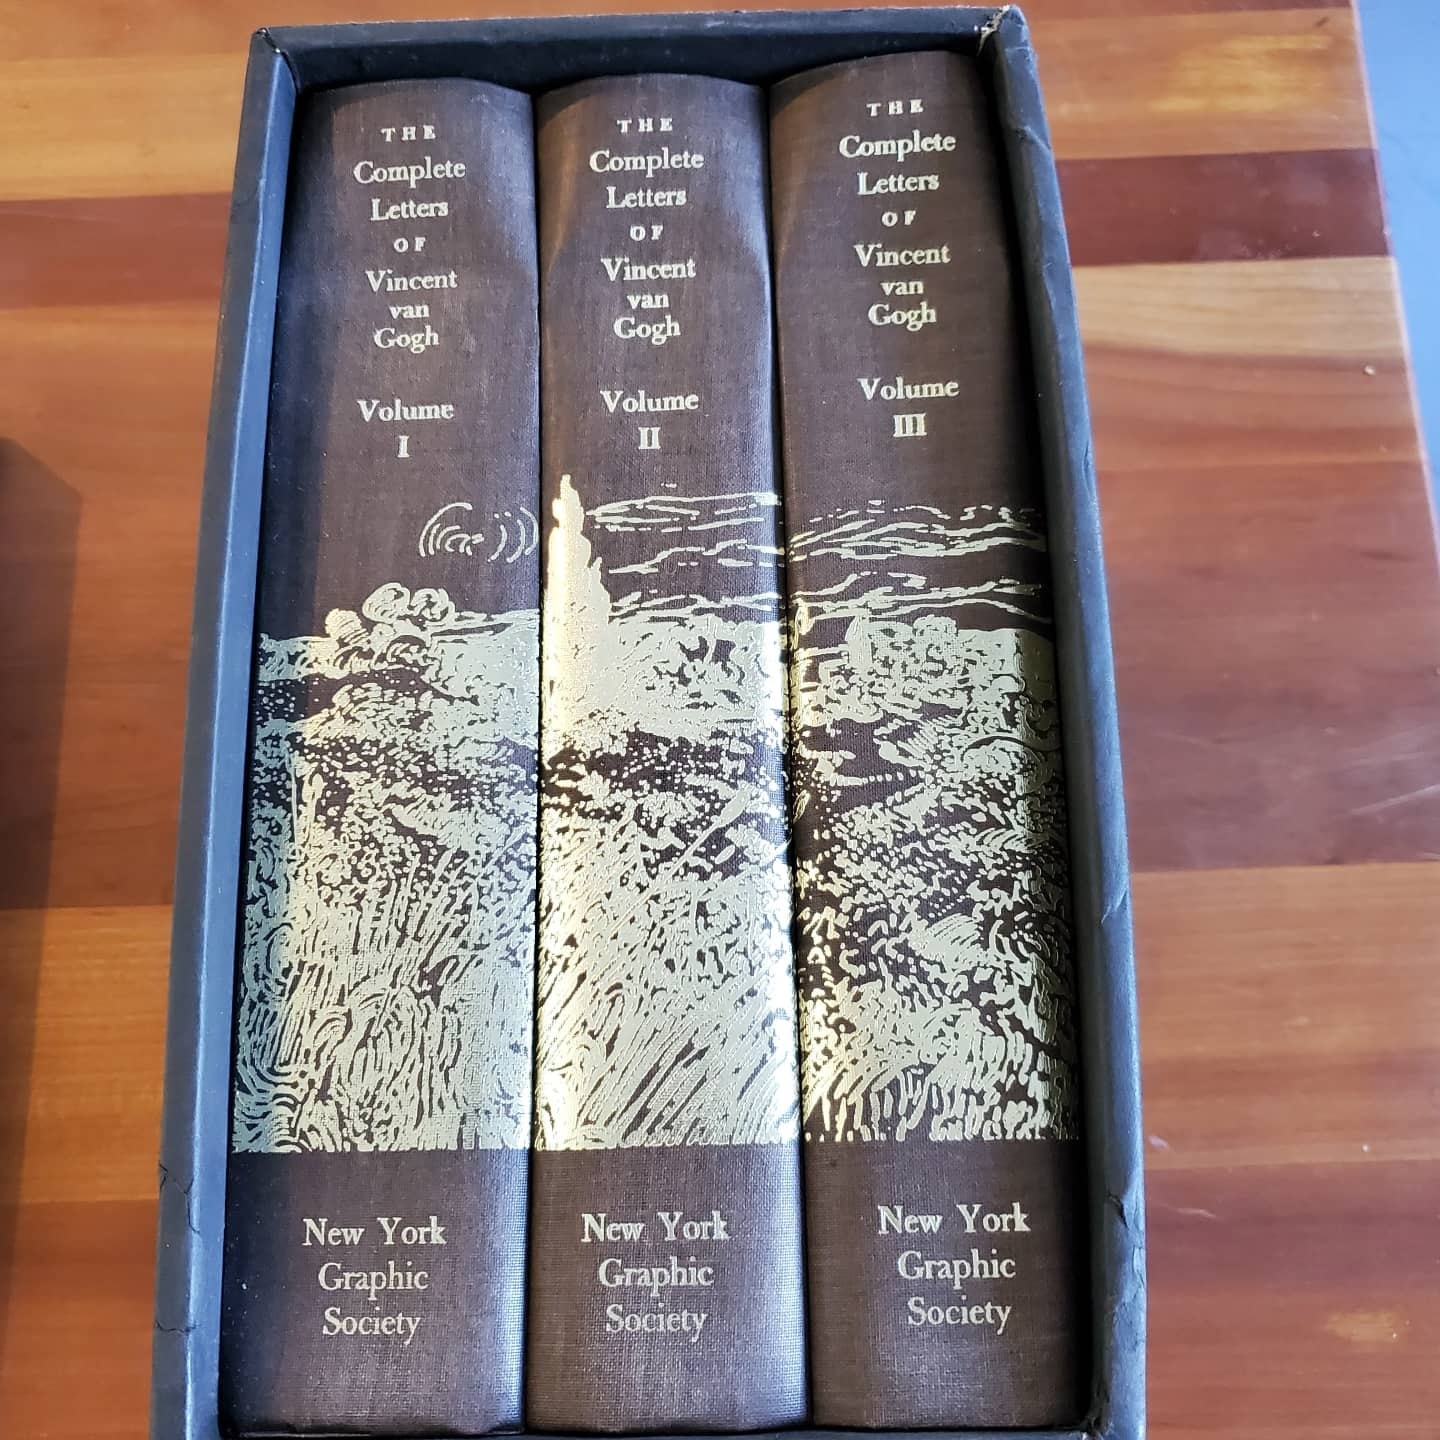 THE
Complete
Letters
OF
Vincent
van
Gogh
Volume
I
New York
Graphic
Society
THE
Complete
Letters
OF
Vincent
van
Gogh
Volume
II
New York
Graphic
Society
THE
Complete
Letters
OF
Vincent
van
Gogh
Volume
III
New York
Graphic
Society